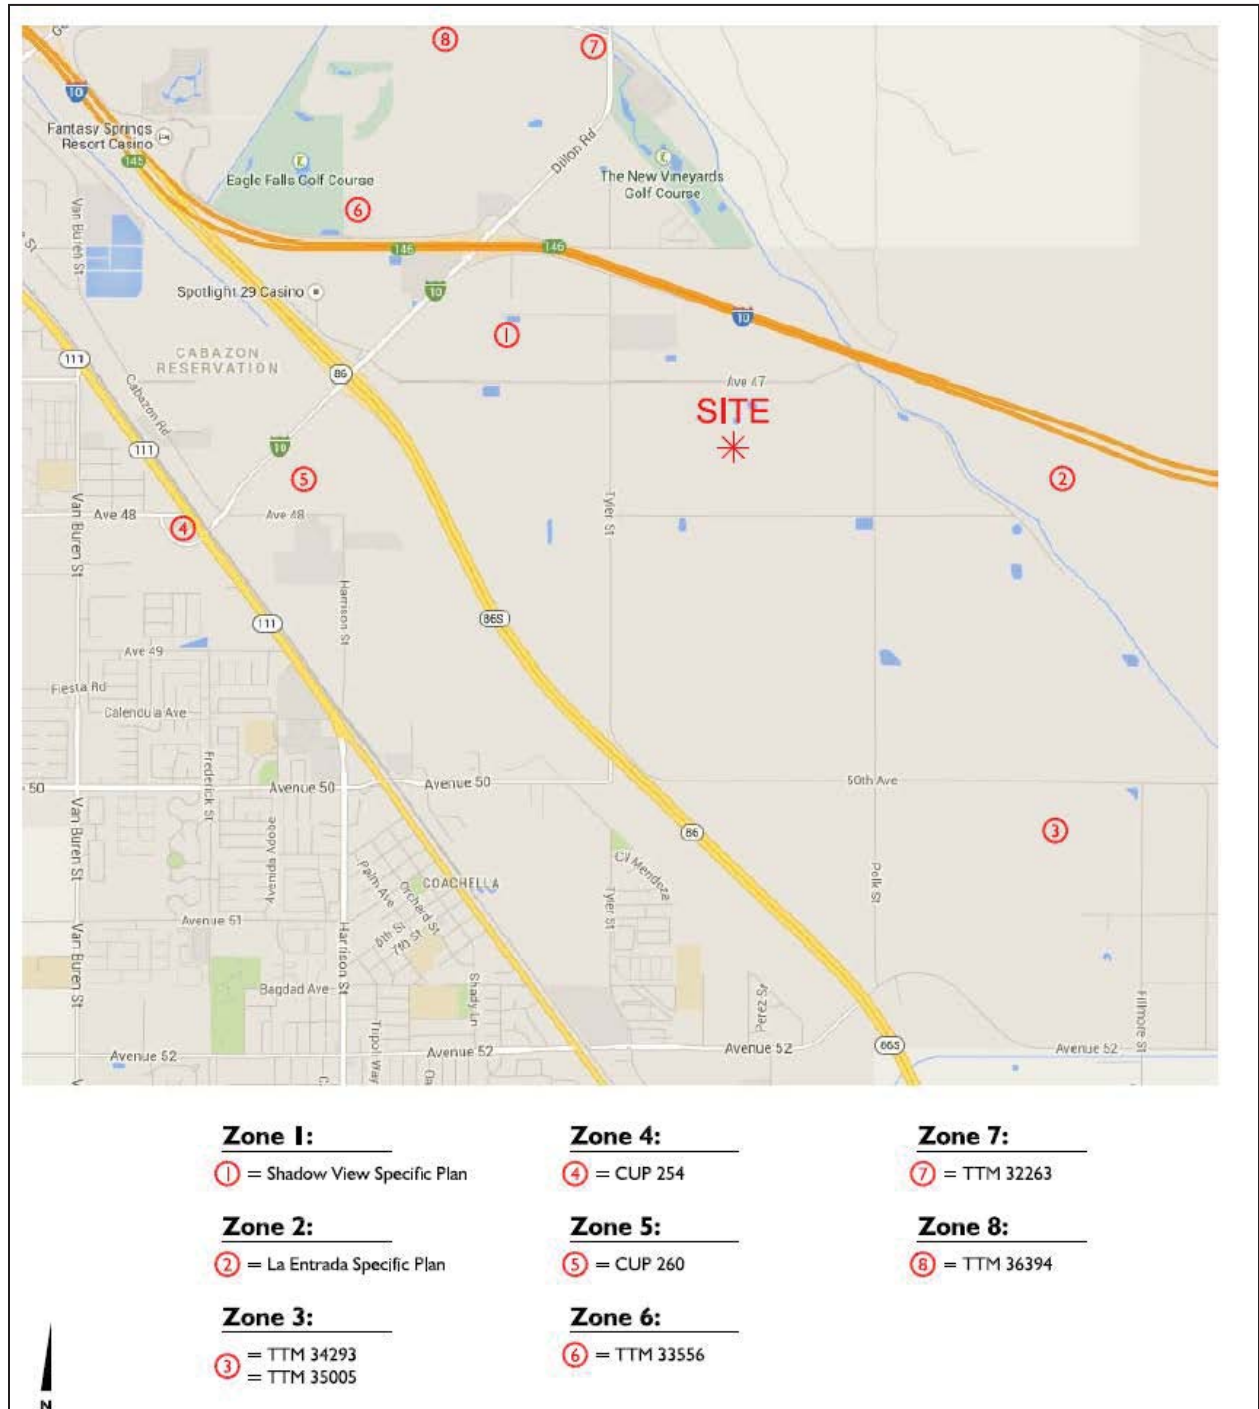 8
7
10
Fantasy Springs
Resort Casino
145
Dillon Rd
Eagle Falls Golf Course
The New Vineyards
Golf Course
6
Van Buren St
146
146
Spotlight 29 Casino
10
10
1
CABAZON
RESERVATION
111
86
Ave 47
SITE
Cabazon Rd
111
10
5
2
Van Buren St
Ave 48
4
Ave 48
Tyler St
Harrison St
111
86S
Ave 49
Fiesta Rd
Calendula Ave
Frederick St
50
Avenue 50
Avenue 50
50th Ave
Van Buren St
Avenida Adobe
86
3
Palm Ave
Orchard St
COACHELLA
Cll Mendoza
Tyler St
Polk St
Avenue 51
6th St
7th St
Van Buren St
Harrison St
Bagdad Ave
Shady Ln
Perez St
Fillmore St
Tripoli Way
Avenue 52
Avenue 52
Avenue 52
86S
Avenue 52
Zone 1:
1 = Shadow View Specific Plan
Zone 2:
2 = La Entrada Specific Plan
Zone 3:
3 = TTM 34293
= TTM 35005
Zone 4:
4 = CUP 254
Zone 5:
5 = CUP 260
Zone 6:
6 = TTM 33556
Zone 7:
7 = TTM 32263
Zone 8:
8 = TTM 36394
N